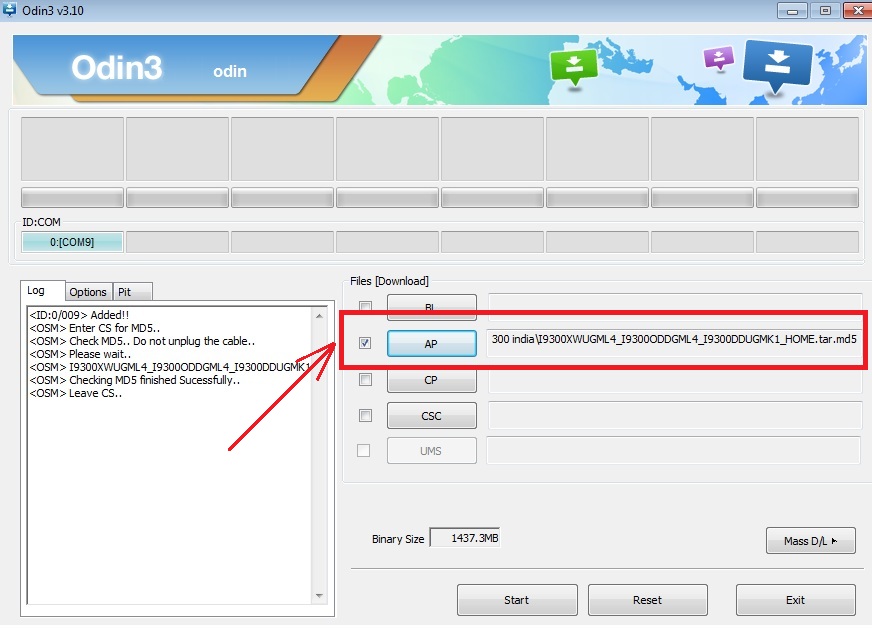 Odin3 v3.10
Odin3
odin
ID:COM
0:[COM9]
Log
Options
Pit
<ID:0/009> Added!!
<OSM> Enter CS for MD5..
<OSM> Check MD5.. Do not unplug the cable..
<OSM> Please wait..
<OSM> I9300XWUGML4_I9300ODDGML4_I9300DDUGMK1
<OSM> Checking MD5 finished Sucessfully..
<OSM> Leave CS..
Files [Download]
BL
AP
300 india\I9300XWUGML4_I9300ODDGML4_I9300DDUGMK1_HOME.tar.md5
CP
CSC
UMS
Binary Size
1437.3MB
Mass D/L
Start
Reset
Exit